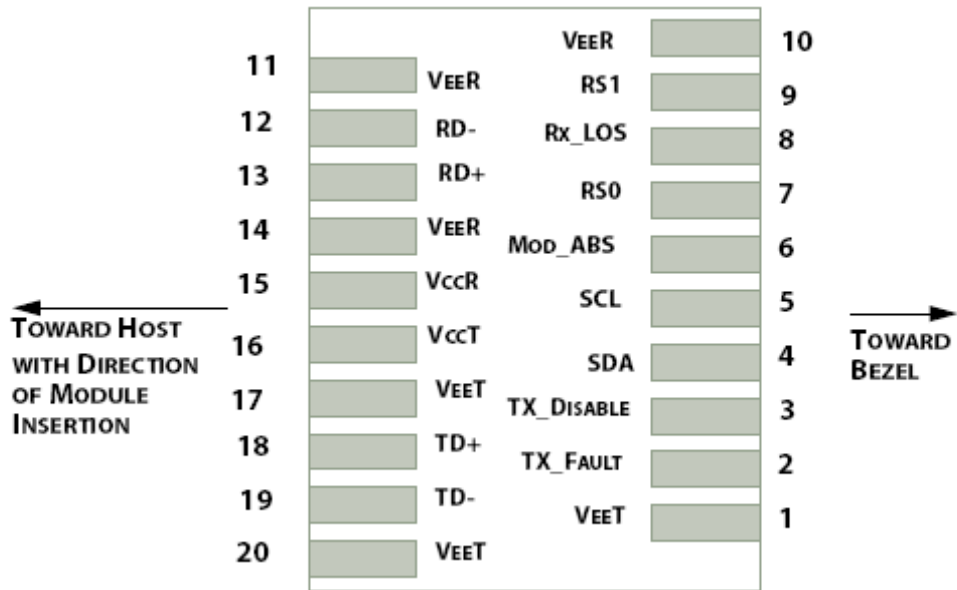 VEER 10
11 VEER
RS1 9
12 RD-
Rx_LOS 8
13 RD+
RS0 7
14 VEER
MOD_ABS 6
15 VCCR
SCL 5
TOWARD HOST
WITH DIRECTION
OF MODULE
INSERTION
16 VCCT
TOWARD
BEZEL
SDA 4
17 VEET
TX_DISABLE 3
18 TD+
TX_FAULT 2
19 TD-
VEET 1
20 VEET